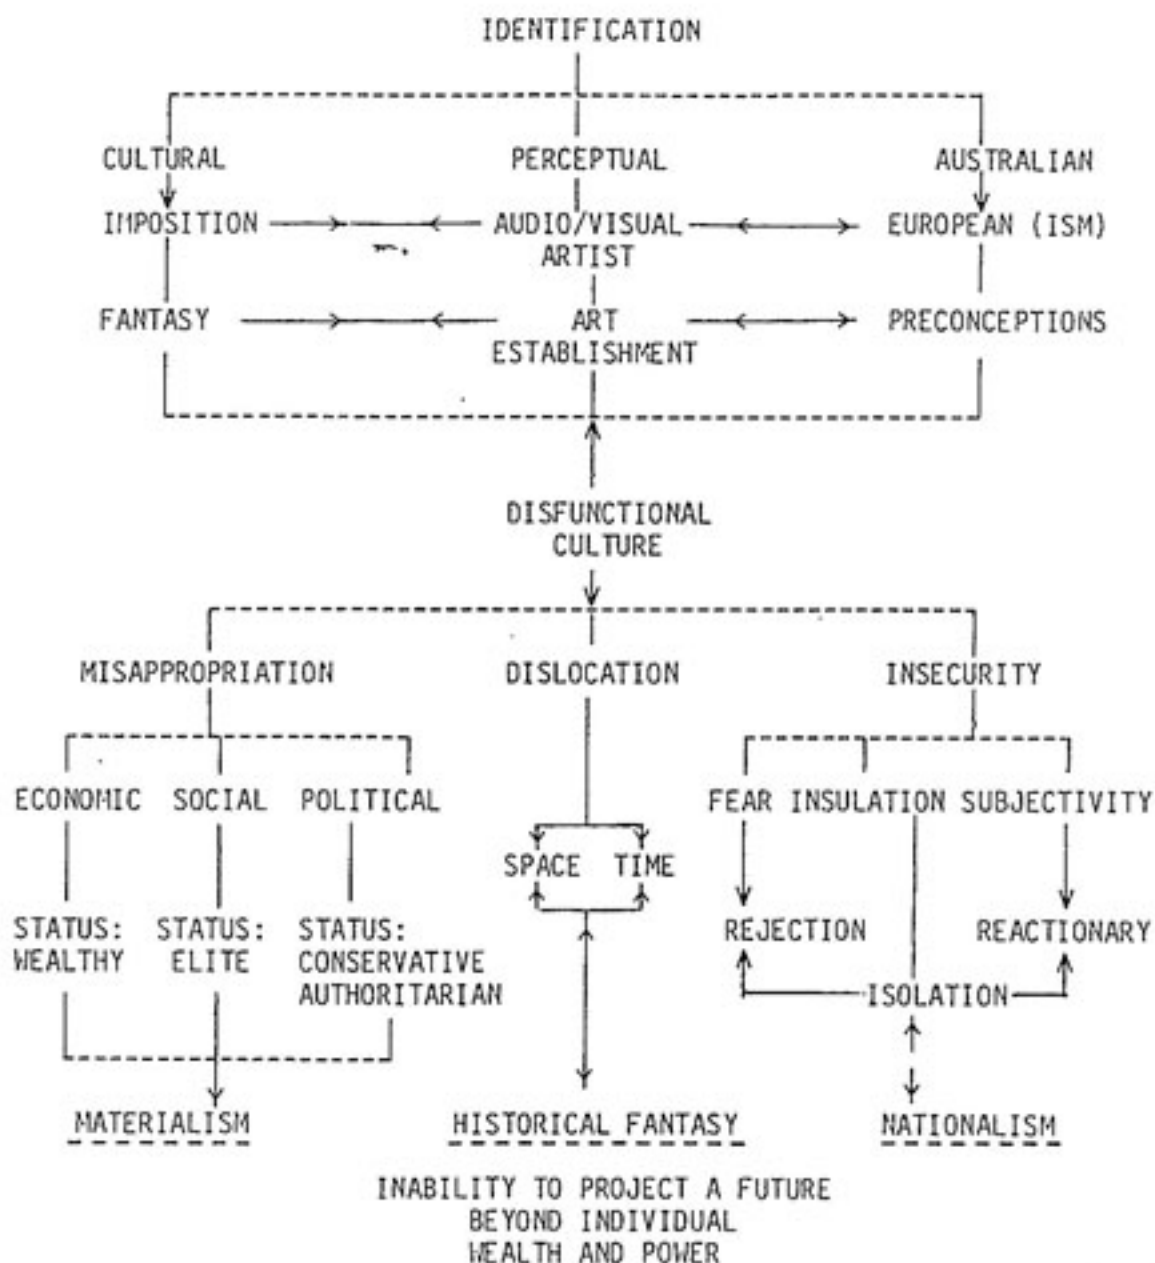 IDENTIFICATION
CULTURAL PERCEPTUAL AUSTRALIAN
IMPOSITION AUDIO/VISUAL EUROPEAN (ISM)
ARTIST
FANTASY ART PRECONCEPTIONS
ESTABLISHMENT
DISFUNCTIONAL
CULTURE
MISAPPROPRIATION DISLOCATION INSECURITY
ECONOMIC SOCIAL POLITICAL FEAR INSULATION SUBJECTIVITY
SPACE TIME
STATUS: STATUS: STATUS: REJECTION REACTIONARY
WEALTHY ELITE CONSERVATIVE
AUTHORITARIAN ISOLATION
MATERIALISM HISTORICAL FANTASY NATIONALISM
INABILITY TO PROJECT A FUTURE
BEYOND INDIVIDUAL
WEALTH AND POWER